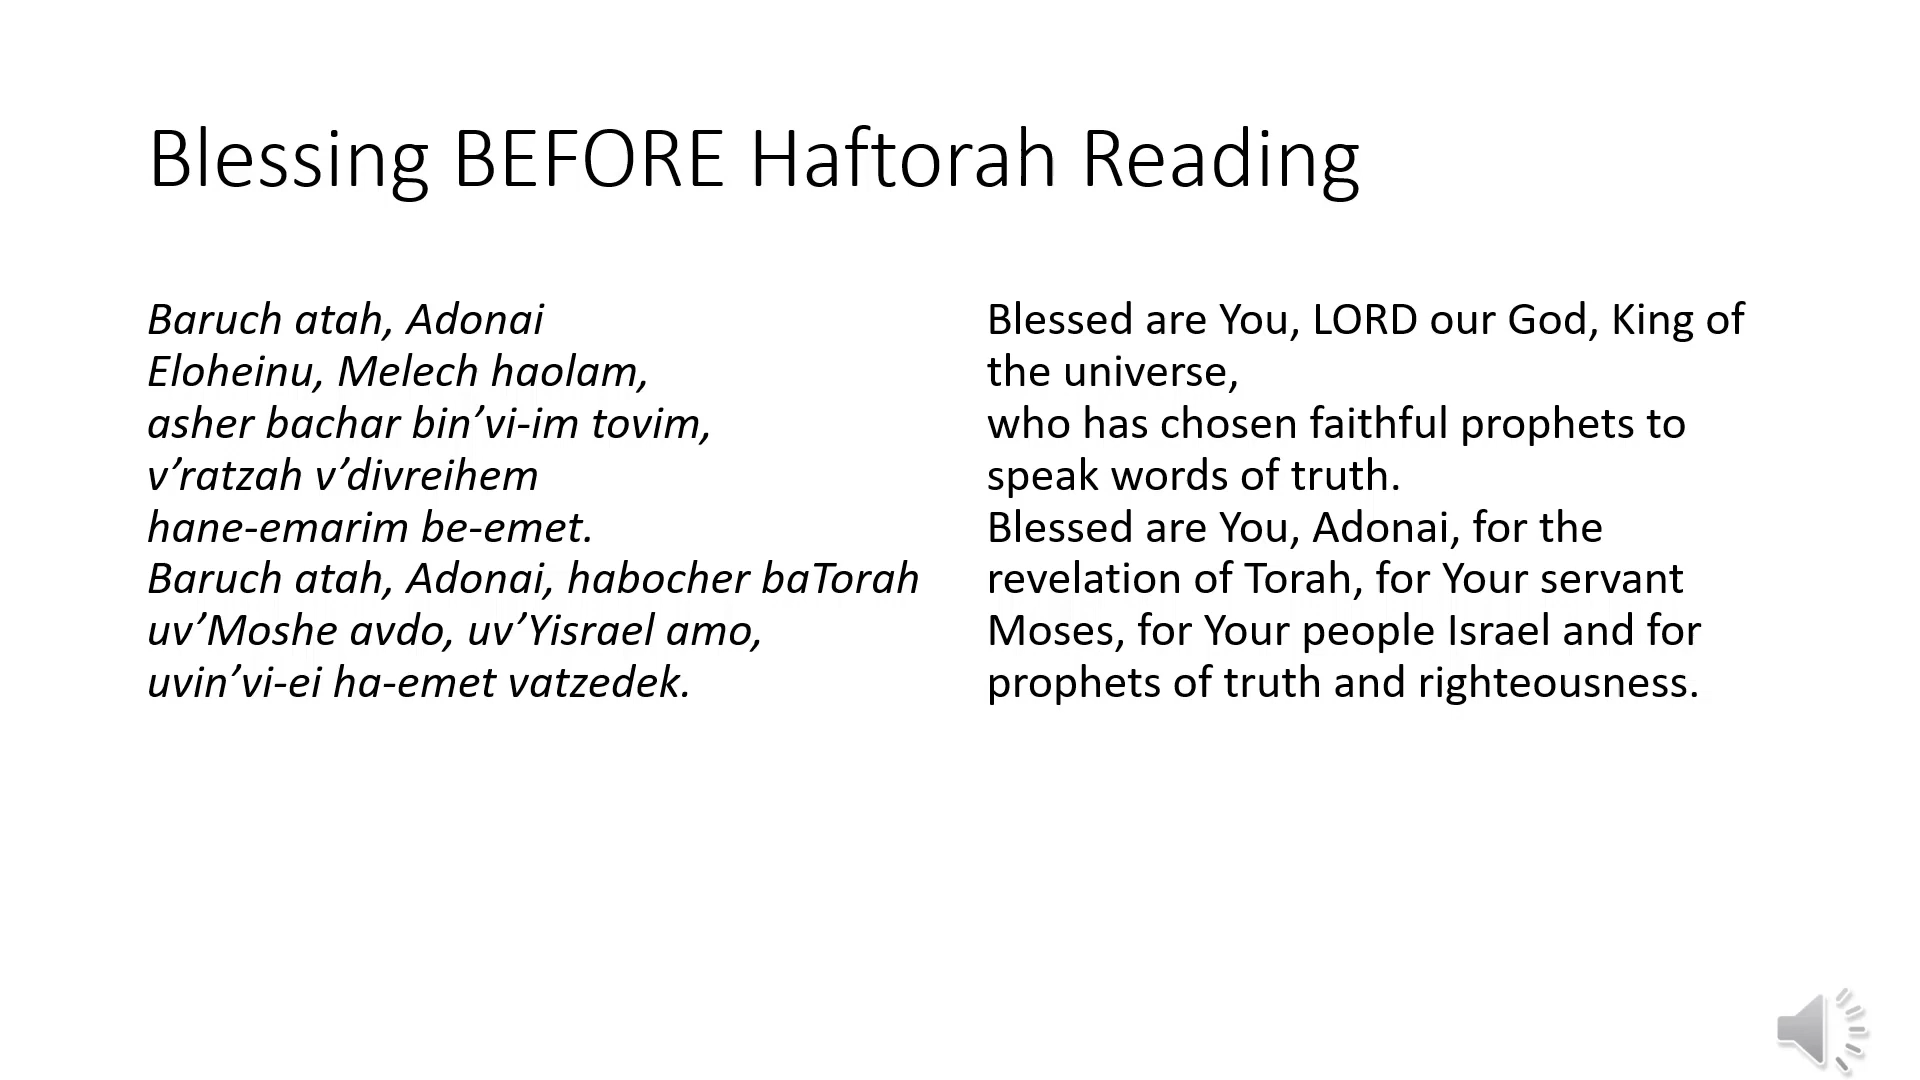 Blessing BEFORE Haftorah Reading
Baruch atah, Adonai
Eloheinu, Melech haolam,
asher bachar bin’vi-im tovim,
v’ratzah v’divreihem
hane-emarim be-emet.
Baruch atah, Adonai, habocher baTorah
uv’Moshe avdo, uv’Yisrael amo,
uvin’vi-ei ha-emet vatzedek.
Blessed are You, LORD our God, King of
the universe,
who has chosen faithful prophets to
speak words of truth.
Blessed are You, Adonai, for the
revelation of Torah, for Your servant
Moses, for Your people Israel and for
prophets of truth and righteousness.